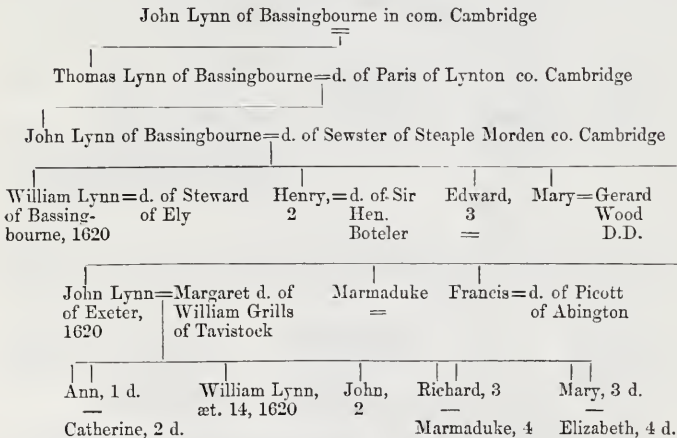 John Lynn of Bassingbourne in com. Cambridge
Thomas Lynn of Bassingbourne=d. of Paris of Lynton co. Cambridge
John Lynn of Bassingbourne=d. of Sewster of Steaple Morden co. Cambridge
William Lynn=d. of Steward Henry,=d. of Sir Edward, Mary=Gerard
of Bassing- of Ely 2 Hen. 3 Wood
bourne, 1620 Boteler = D.D.
John Lynn=Margaret d. of Marmaduke Francis=d. of Picott
of Exeter, William Grills = of Abington
1620 of Tavistock
Ann, 1 d. William Lynn, John, Richard, 3 Mary, 3 d.
— æt. 14, 1620 2 — —
Catherine, 2 d. Marmaduke, 4 Elizabeth, 4 d.